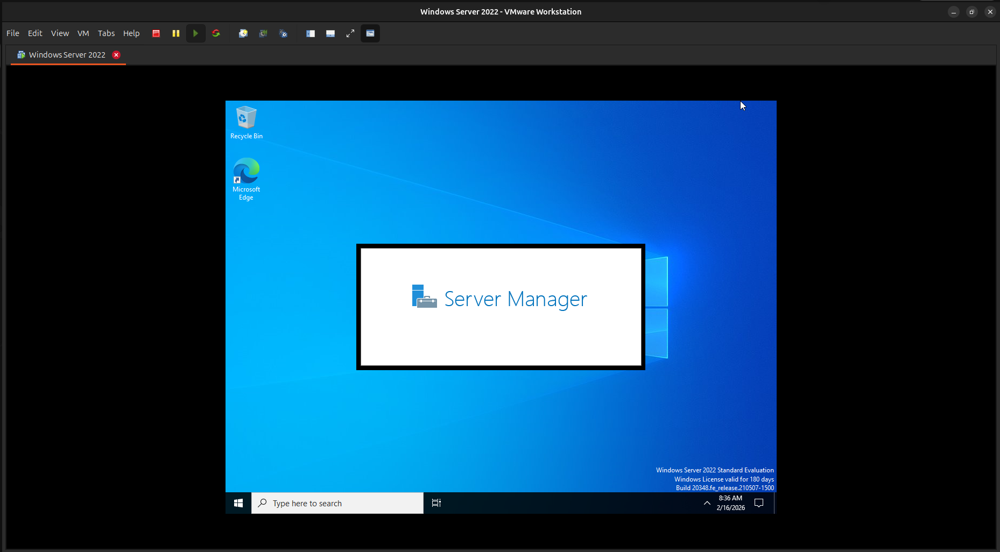 Windows Server 2022 - VMware Workstation
File Edit View VM Tabs Help
Windows Server 2022
Recycle Bin
Microsoft
Edge
Server Manager
Windows Server 2022 Standard Evaluation
Windows License valid for 180 days
Build 20348.fe_release.210507-1500
Type here to search
8:36 AM
2/16/2026